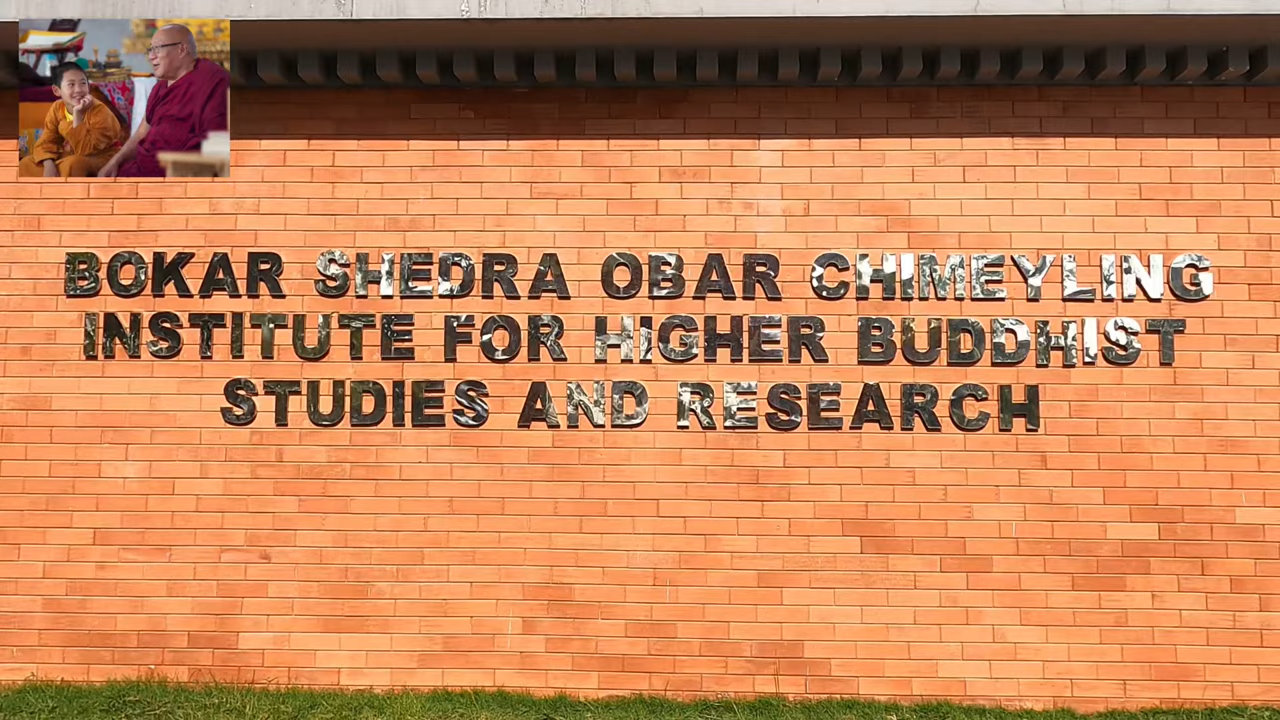 BOKAR SHEDRA OBAR CHIMEYLING
INSTITUTE FOR HIGHER BUDDHIST
STUDIES AND RESEARCH